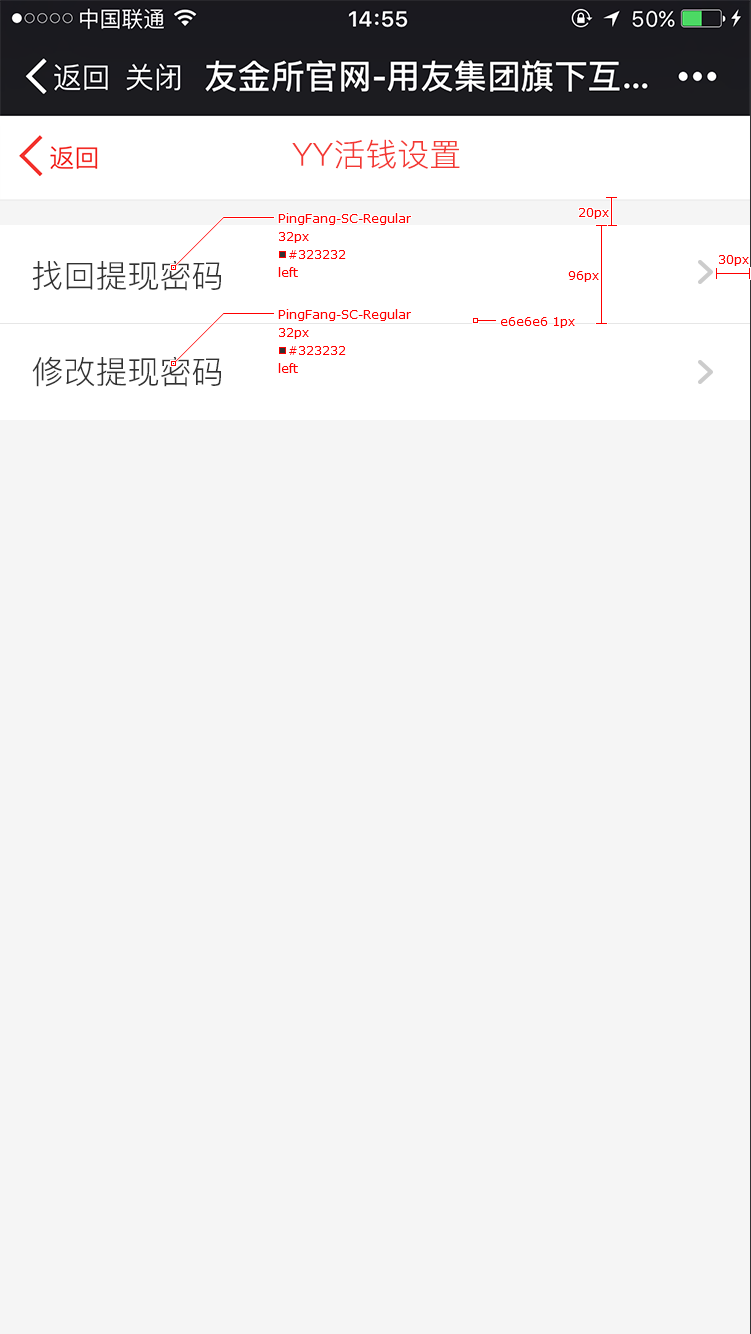 中国联通 14:55 50%
返回 关闭 友金所官网-用友集团旗下互...
返回 YY活钱设置
20px
PingFang-SC-Regular
32px
#323232
left
找回提现密码
96px
30px
PingFang-SC-Regular
32px
#323232
left
e6e6e6 1px
修改提现密码